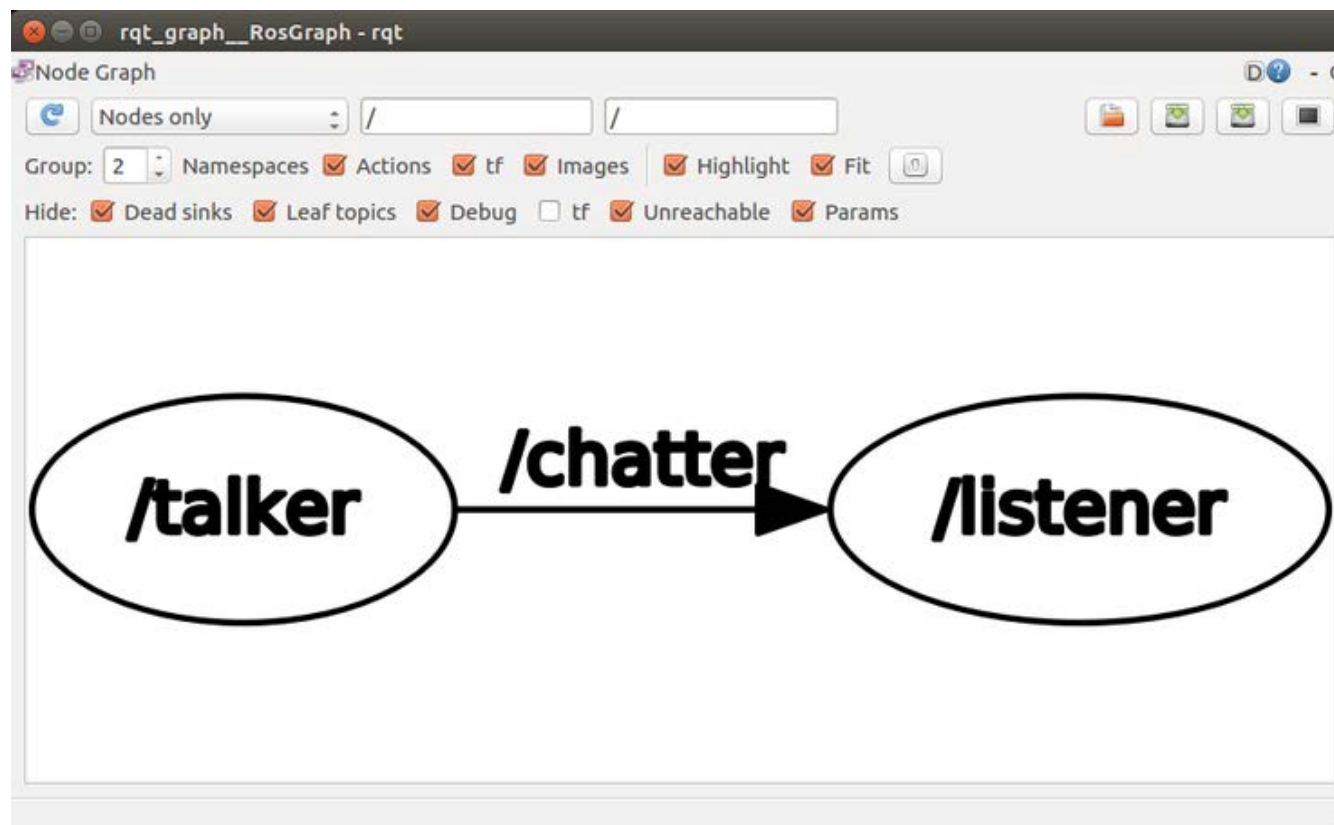 rqt_graph__RosGraph - rqt
Node Graph D ? -
Nodes only / /
Group: 2 Namespaces Actions tf Images Highlight Fit
Hide: Dead sinks Leaf topics Debug tf Unreachable Params
/chatter
/talker /listener